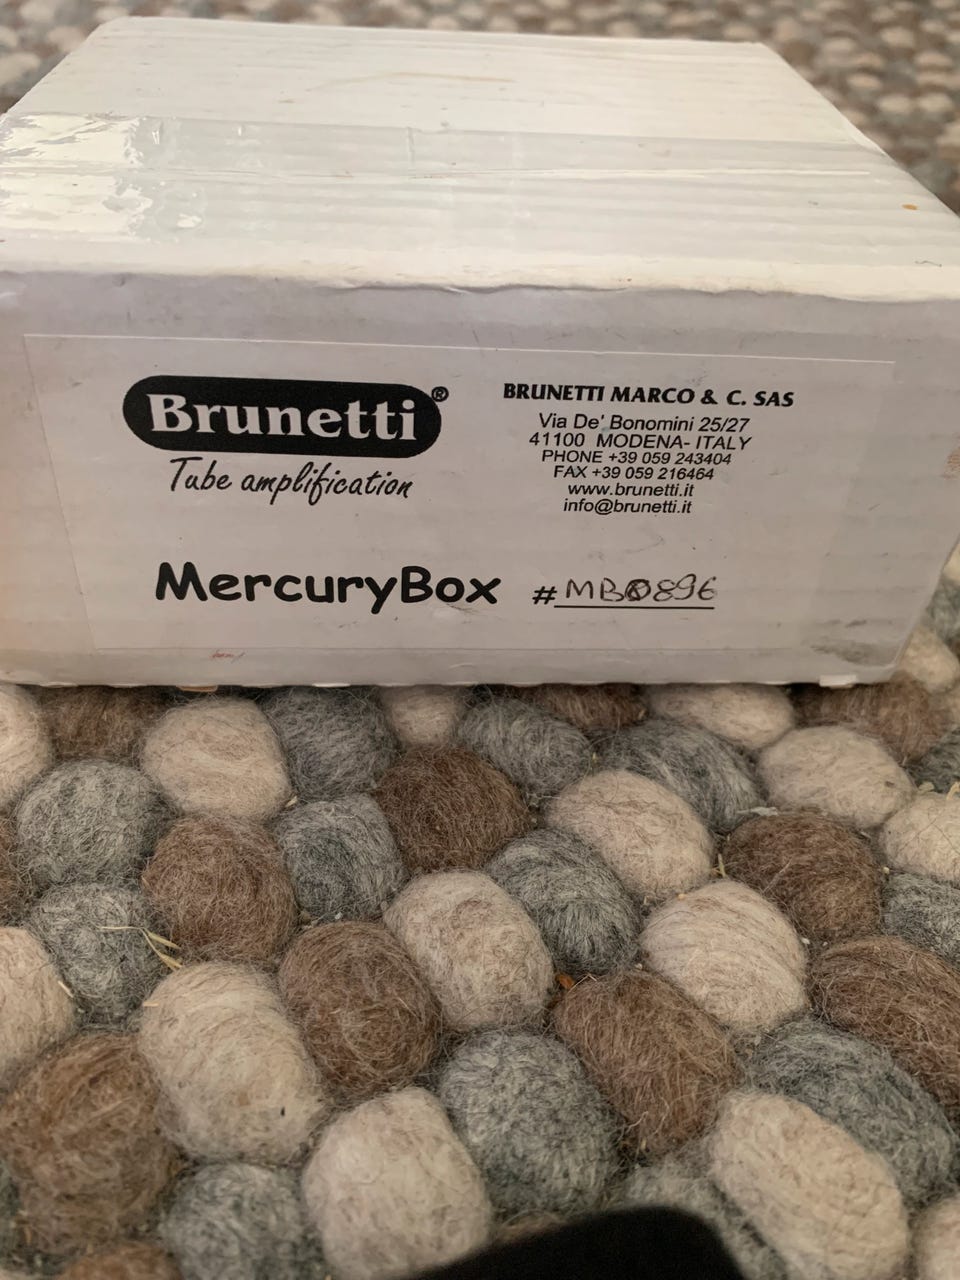 Brunetti®
Tube amplification
BRUNETTI MARCO & C. SAS
Via De' Bonomini 25/27
41100 MODENA- ITALY
PHONE +39 059 243404
FAX +39 059 216464
www.brunetti.it
info@brunetti.it
MercuryBox #MB0896